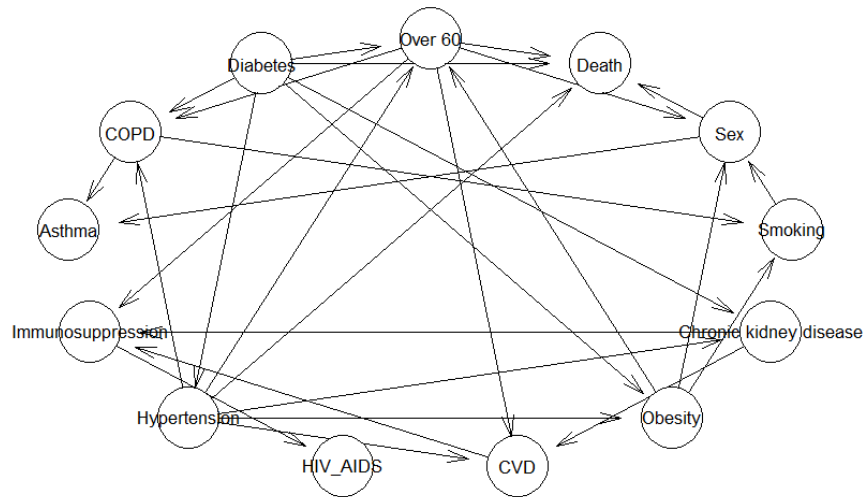 Over 60
Diabetes
Death
COPD
Sex
Asthma
Smoking
Immunosuppression
Chronic kidney disease
Hypertension
Obesity
HIV_AIDS
CVD